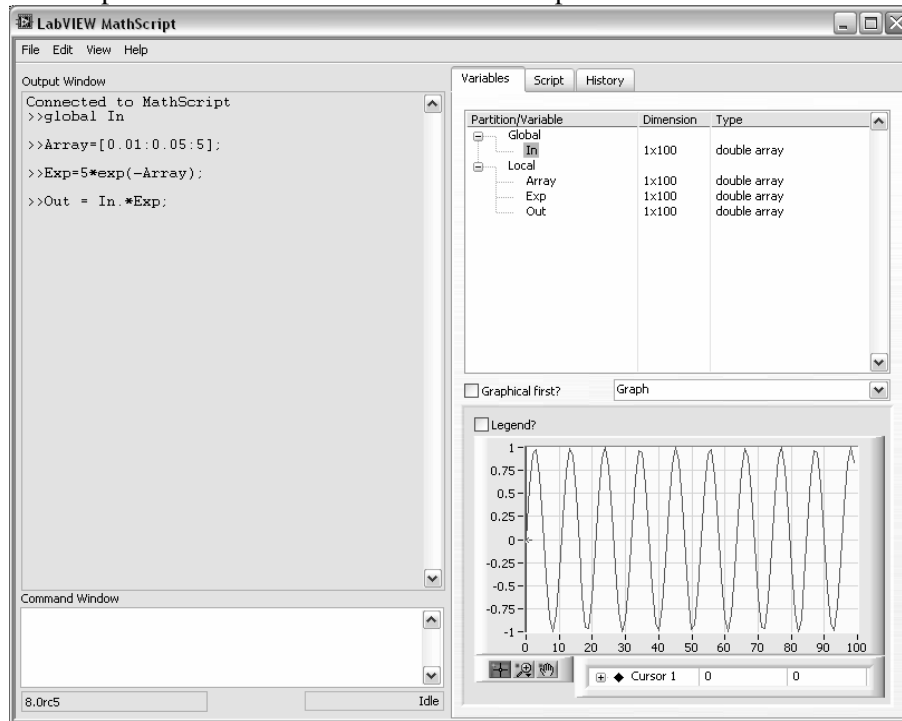 LabVIEW MathScript
File Edit View Help
Output Window
Connected to MathScript
>>global In
>>Array=[0.01:0.05:5];
>>Exp=5*exp(-Array);
>>Out = In.*Exp;
Command Window
8.0rc5 Idle
Variables Script History
Partition/Variable Dimension Type
Global
In 1x100 double array
Local
Array 1x100 double array
Exp 1x100 double array
Out 1x100 double array
Graphical first? Graph
Legend?
1
0.75
0.5
0.25
0
-0.25
-0.5
-0.75
-1
0 10 20 30 40 50 60 70 80 90 100
Cursor 1 0 0